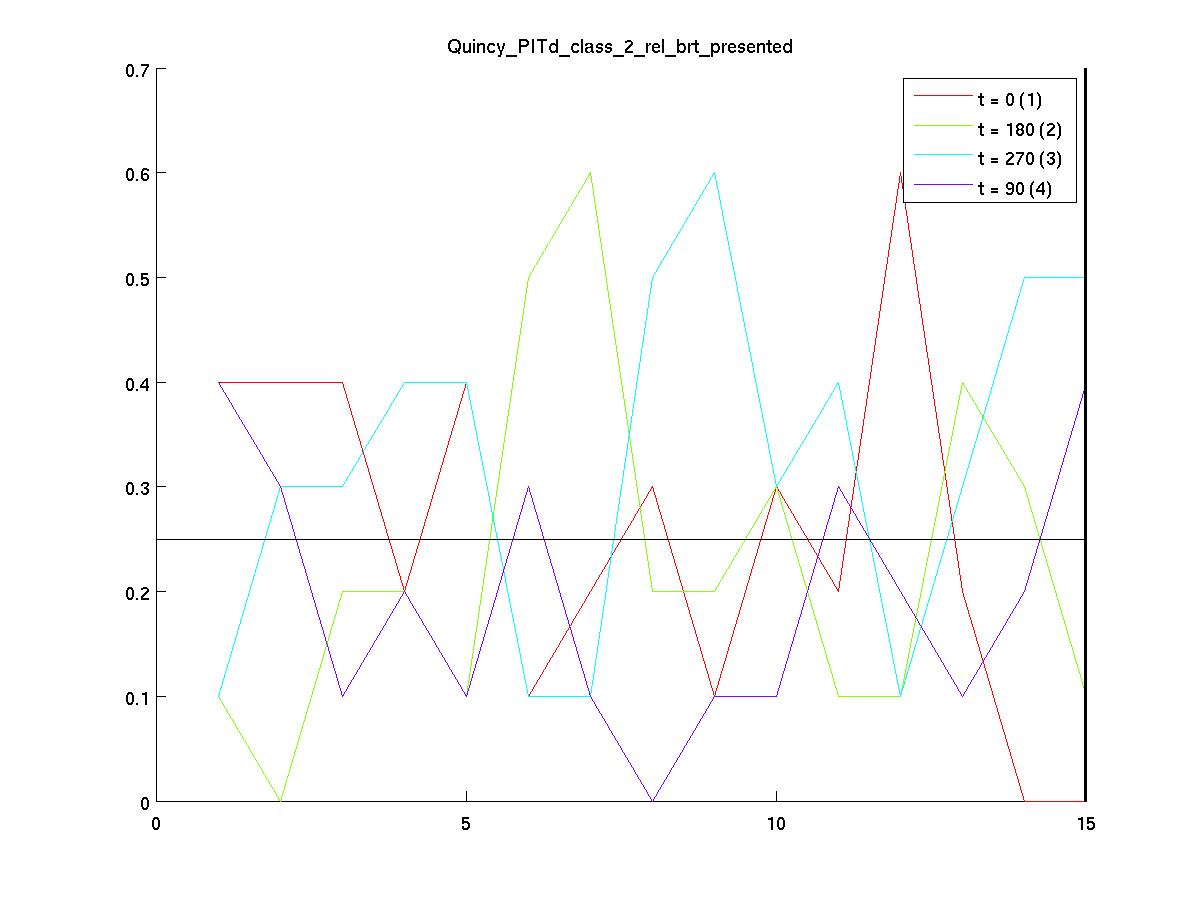 Quincy_PITd_class_2_rel_brt_presented
t = 0 (1)
t = 180 (2)
t = 270 (3)
t = 90 (4)
0.7
0.6
0.5
0.4
0.3
0.2
0.1
0
0 5 10 15